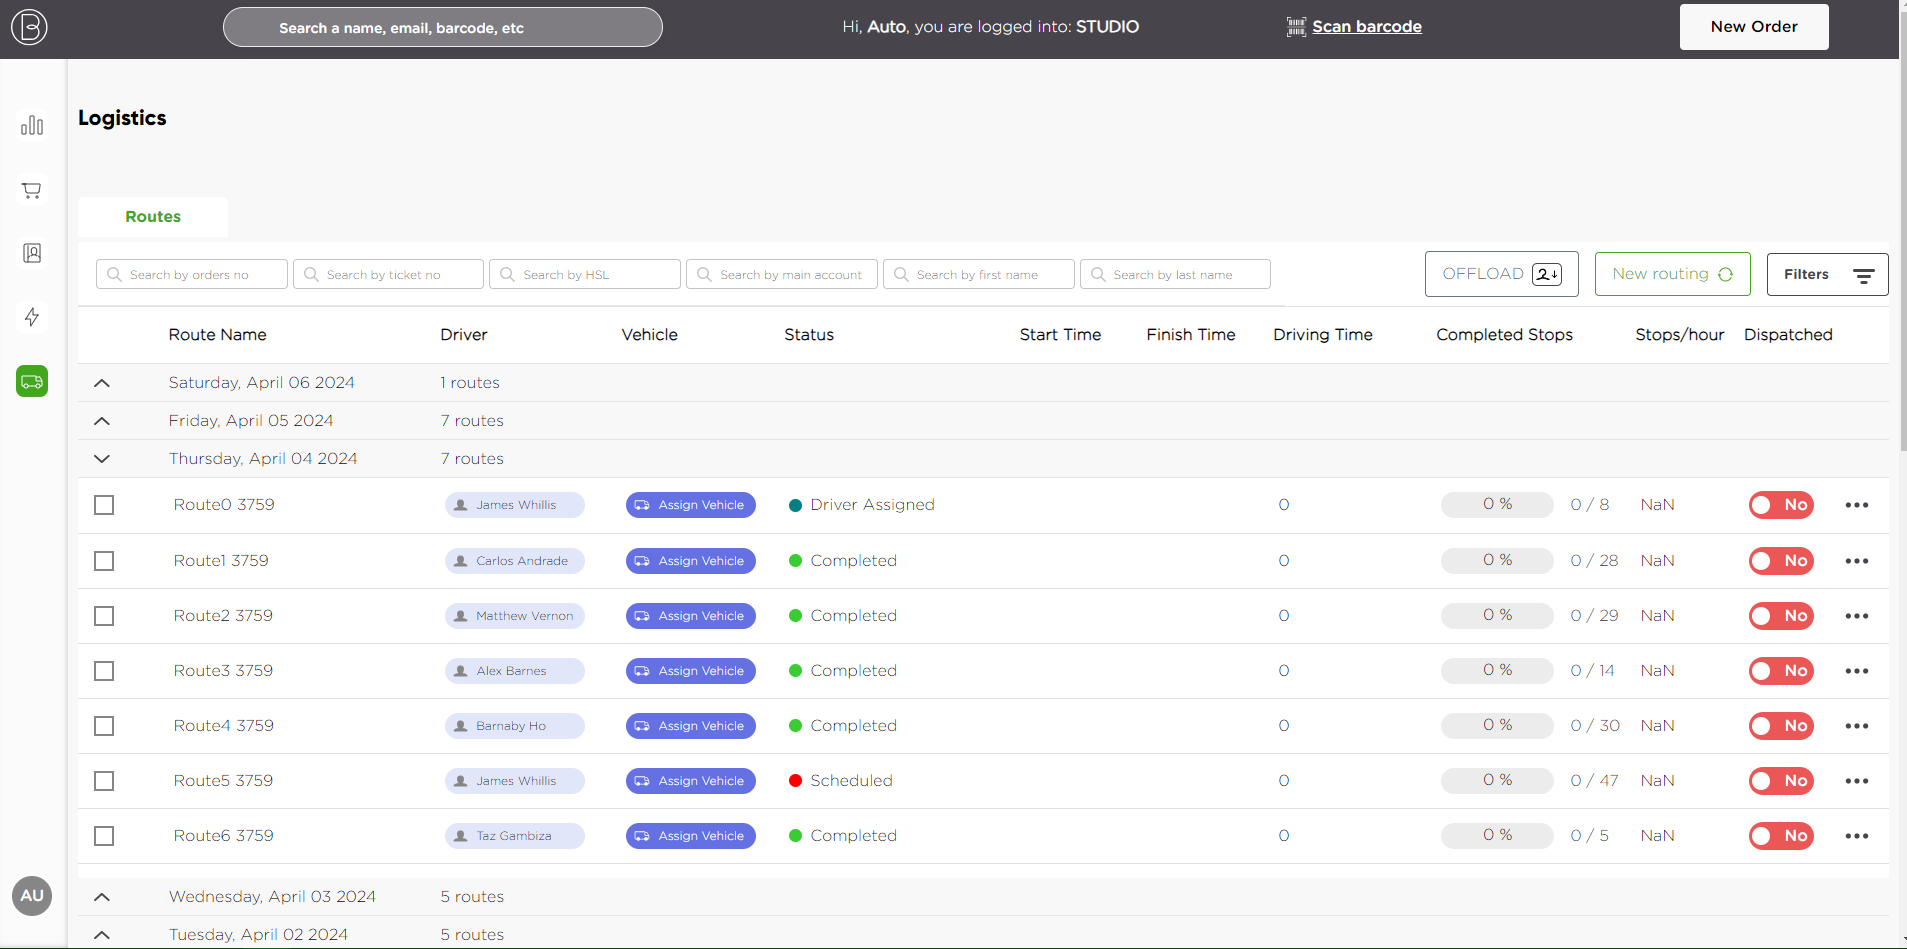 B Search a name, email, barcode, etc Hi, Auto, you are logged into: STUDIO Scan barcode New Order
Logistics
Routes
Search by orders no Search by ticket no Search by HSL Search by main account Search by first name Search by last name OFFLOAD 2↓ New routing Filters
Route Name Driver Vehicle Status Start Time Finish Time Driving Time Completed Stops Stops/hour Dispatched
Saturday, April 06 2024 1 routes
Friday, April 05 2024 7 routes
Thursday, April 04 2024 7 routes
Route0 3759 James Whillis Assign Vehicle Driver Assigned 0 0 % 0 / 8 NaN No
Route1 3759 Carlos Andrade Assign Vehicle Completed 0 0 % 0 / 28 NaN No
Route2 3759 Matthew Vernon Assign Vehicle Completed 0 0 % 0 / 29 NaN No
Route3 3759 Alex Barnes Assign Vehicle Completed 0 0 % 0 / 14 NaN No
Route4 3759 Barnaby Ho Assign Vehicle Completed 0 0 % 0 / 30 NaN No
Route5 3759 James Whillis Assign Vehicle Scheduled 0 0 % 0 / 47 NaN No
Route6 3759 Taz Gambiza Assign Vehicle Completed 0 0 % 0 / 5 NaN No
AU Wednesday, April 03 2024 5 routes
Tuesday, April 02 2024 5 routes